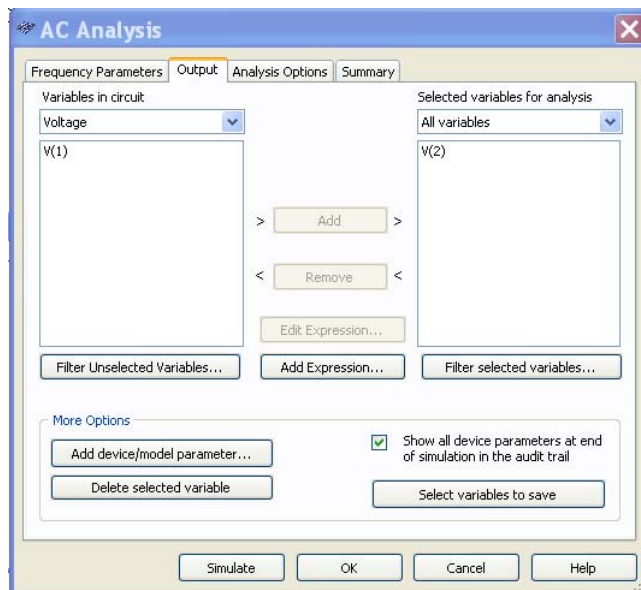 AC Analysis
Frequency Parameters Output Analysis Options Summary
Variables in circuit Selected variables for analysis
Voltage All variables
V(1) V(2)
> Add >
< Remove <
Edit Expression...
Filter Unselected Variables... Add Expression... Filter selected variables...
More Options
Add device/model parameter... Show all device parameters at end
of simulation in the audit trail
Delete selected variable Select variables to save
Simulate OK Cancel Help